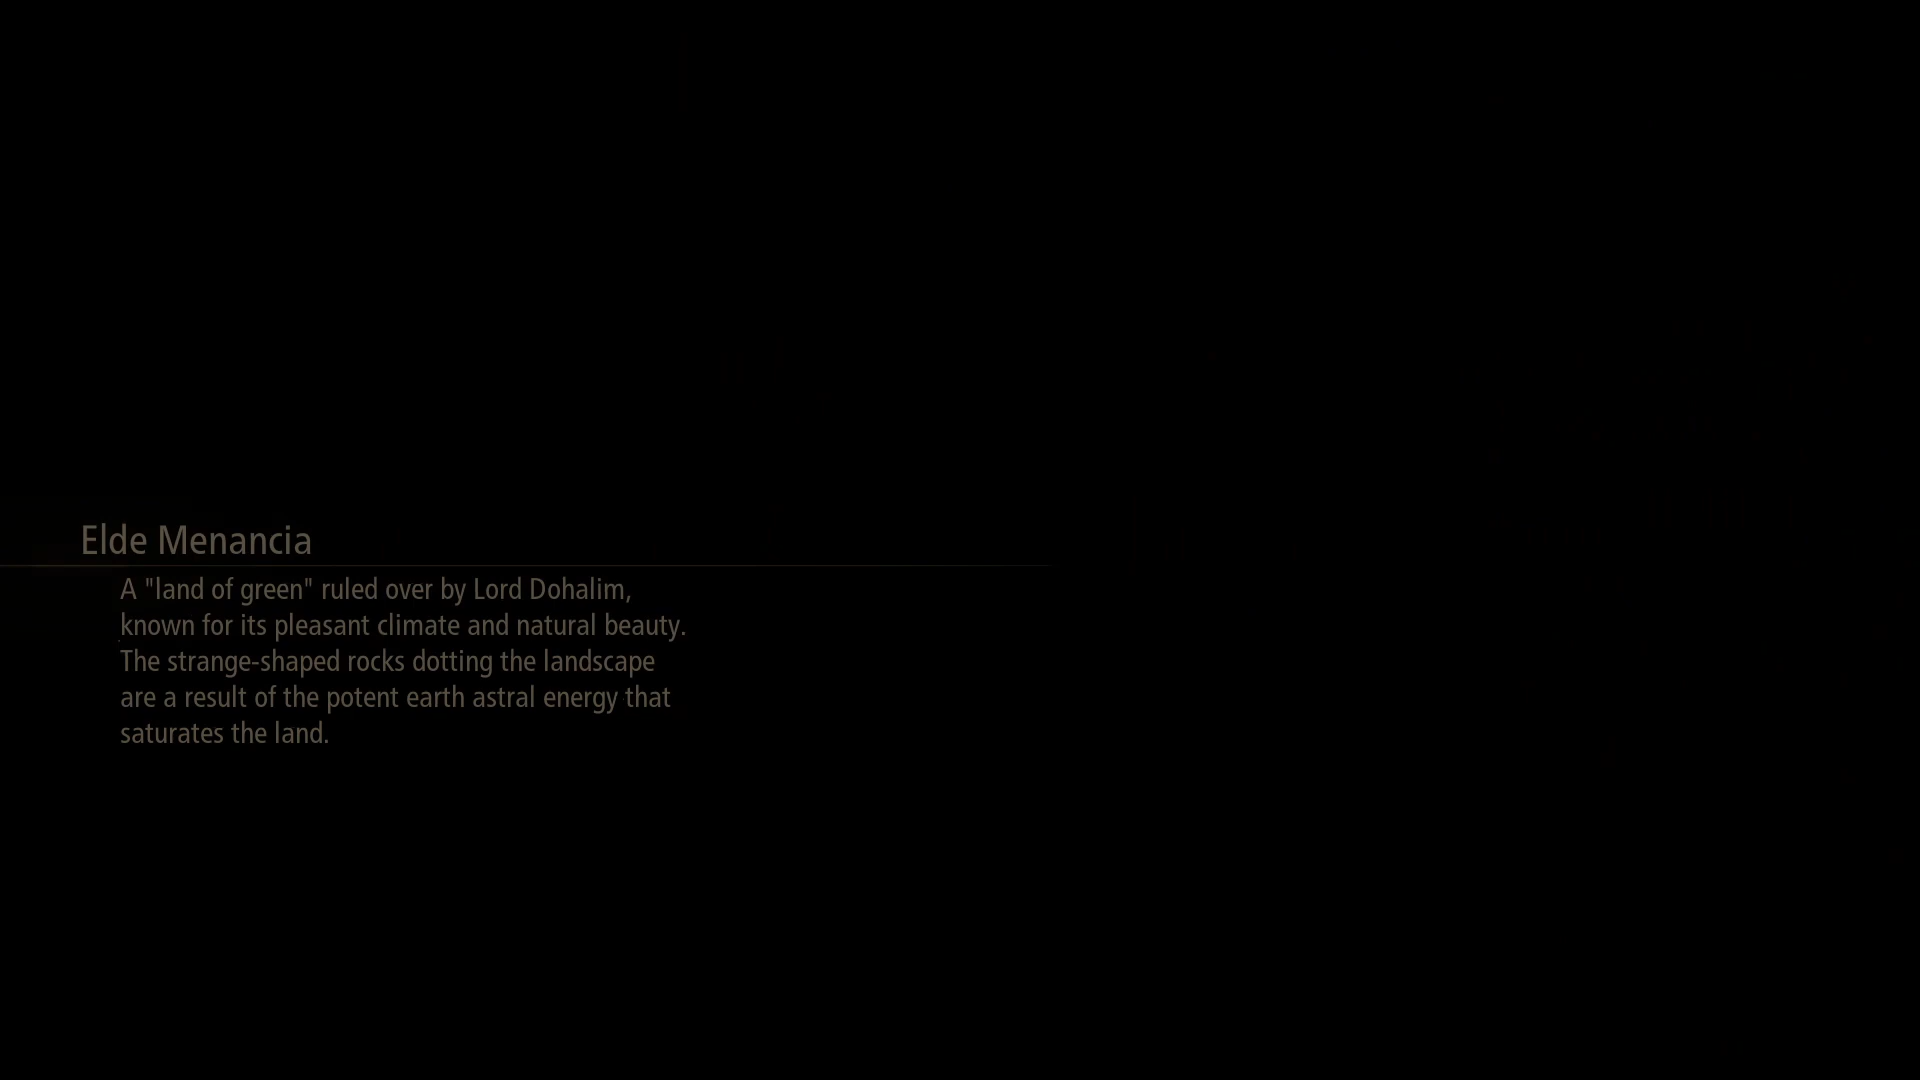 Elde Menancia
A "land of green" ruled over by Lord Dohalim,
known for its pleasant climate and natural beauty.
The strange-shaped rocks dotting the landscape
are a result of the potent earth astral energy that
saturates the land.